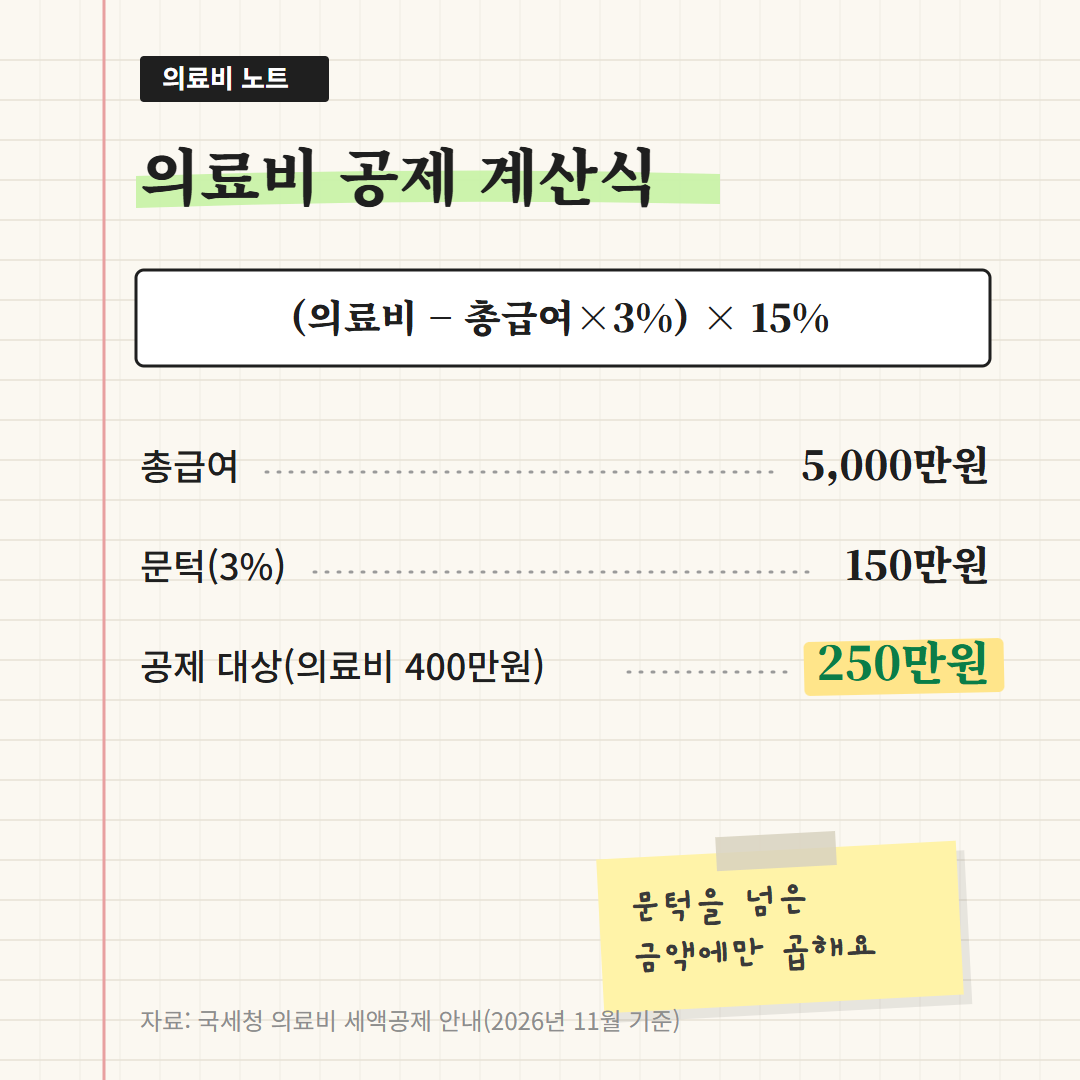 의료비 노트
의료비 공제 계산식
(의료비 − 총급여×3%) × 15%
총급여 5,000만원
문턱(3%) 150만원
공제 대상(의료비 400만원) 250만원
문턱을 넘은
금액에만 곱해요
자료: 국세청 의료비 세액공제 안내(2026년 11월 기준)